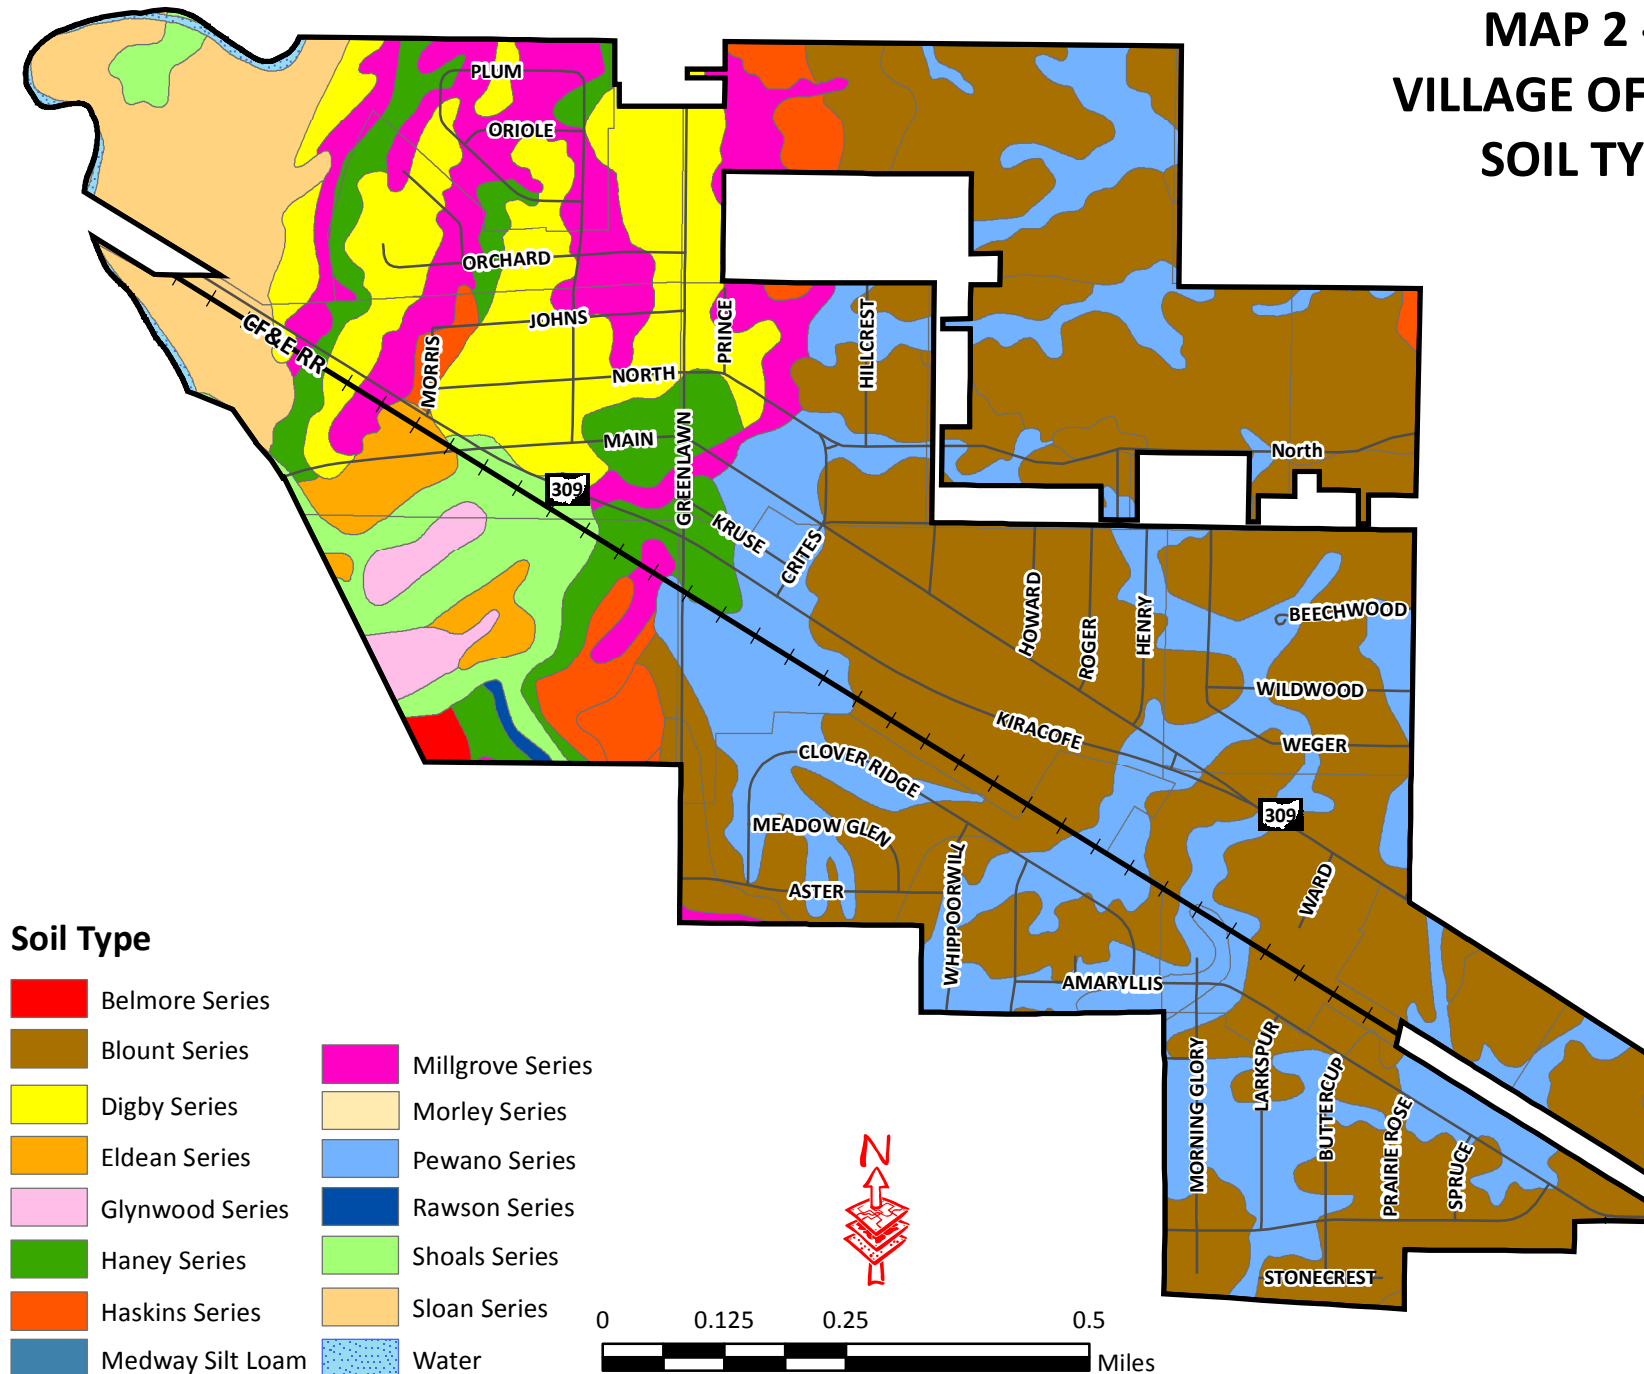 MAP 2 -
VILLAGE OF
SOIL TY
PLUM
ORIOLE
ORCHARD
JOHNS
MORRIS
PRINCE
HILLCREST
CF&E RR
NORTH
MAIN
GREENLAWN
North
309
KRUSE
CRITES
HOWARD
ROGER
HENRY
BEECHWOOD
WILDWOOD
KIRACOFE
WEGER
CLOVER RIDGE
309
MEADOW GLEN
WHIPPOORWILL
ASTER
WARD
AMARYLLIS
MORNING GLORY
LARKSPUR
BUTTERCUP
PRAIRIE ROSE
SPRUCE
STONECREST
Soil Type
Belmore Series
Blount Series
Digby Series
Eldean Series
Glynwood Series
Haney Series
Haskins Series
Medway Silt Loam
Millgrove Series
Morley Series
Pewano Series
Rawson Series
Shoals Series
Sloan Series
Water
N
0 0.125 0.25 0.5
Miles